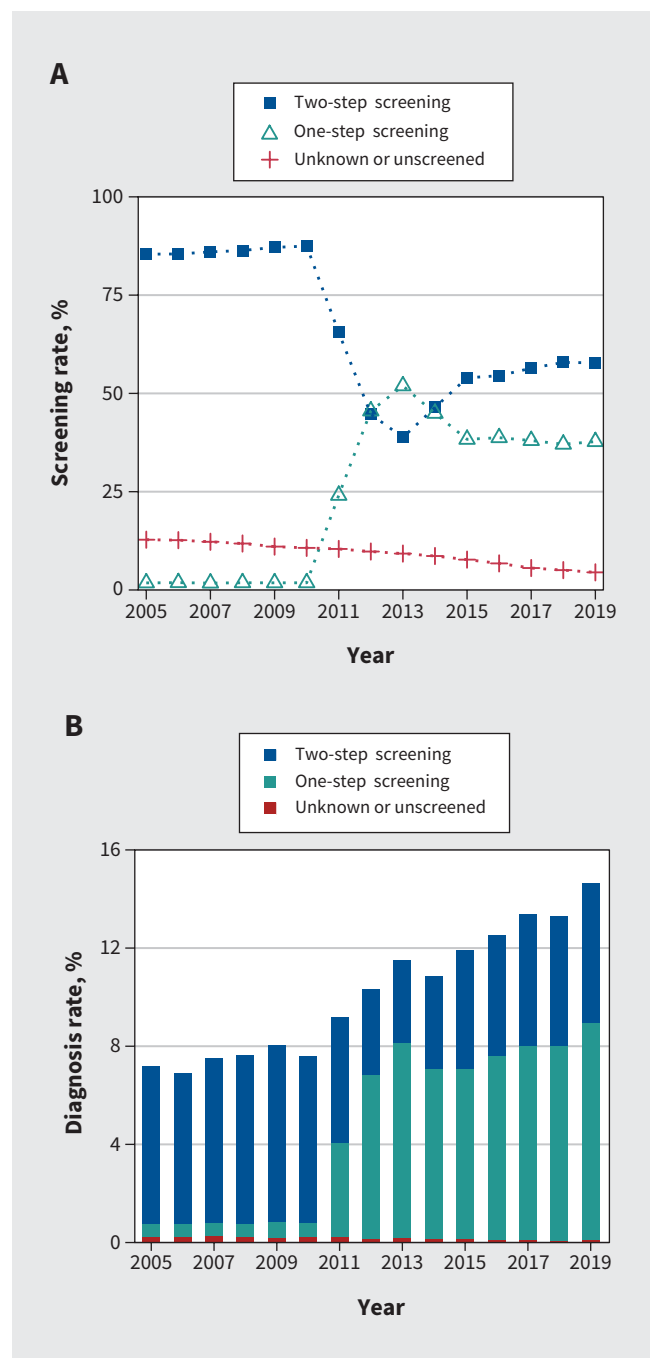 A
Two-step screening
One-step screening
Unknown or unscreened
100
75
50
25
0
Screening rate, %
2005 2007 2009 2011 2013 2015 2017 2019
Year
B
Two-step screening
One-step screening
Unknown or unscreened
16
12
8
4
0
Diagnosis rate, %
2005 2007 2009 2011 2013 2015 2017 2019
Year